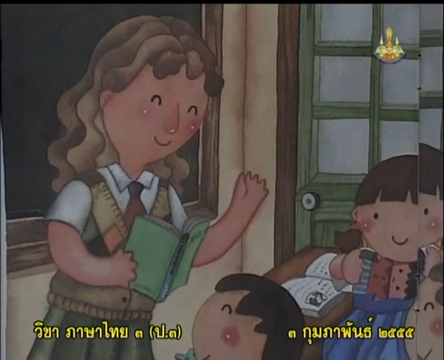 วิขา ภาษาไทย ๓ (ป.๓)
๓ กุมภาพันธ์ ๒๕๕๕